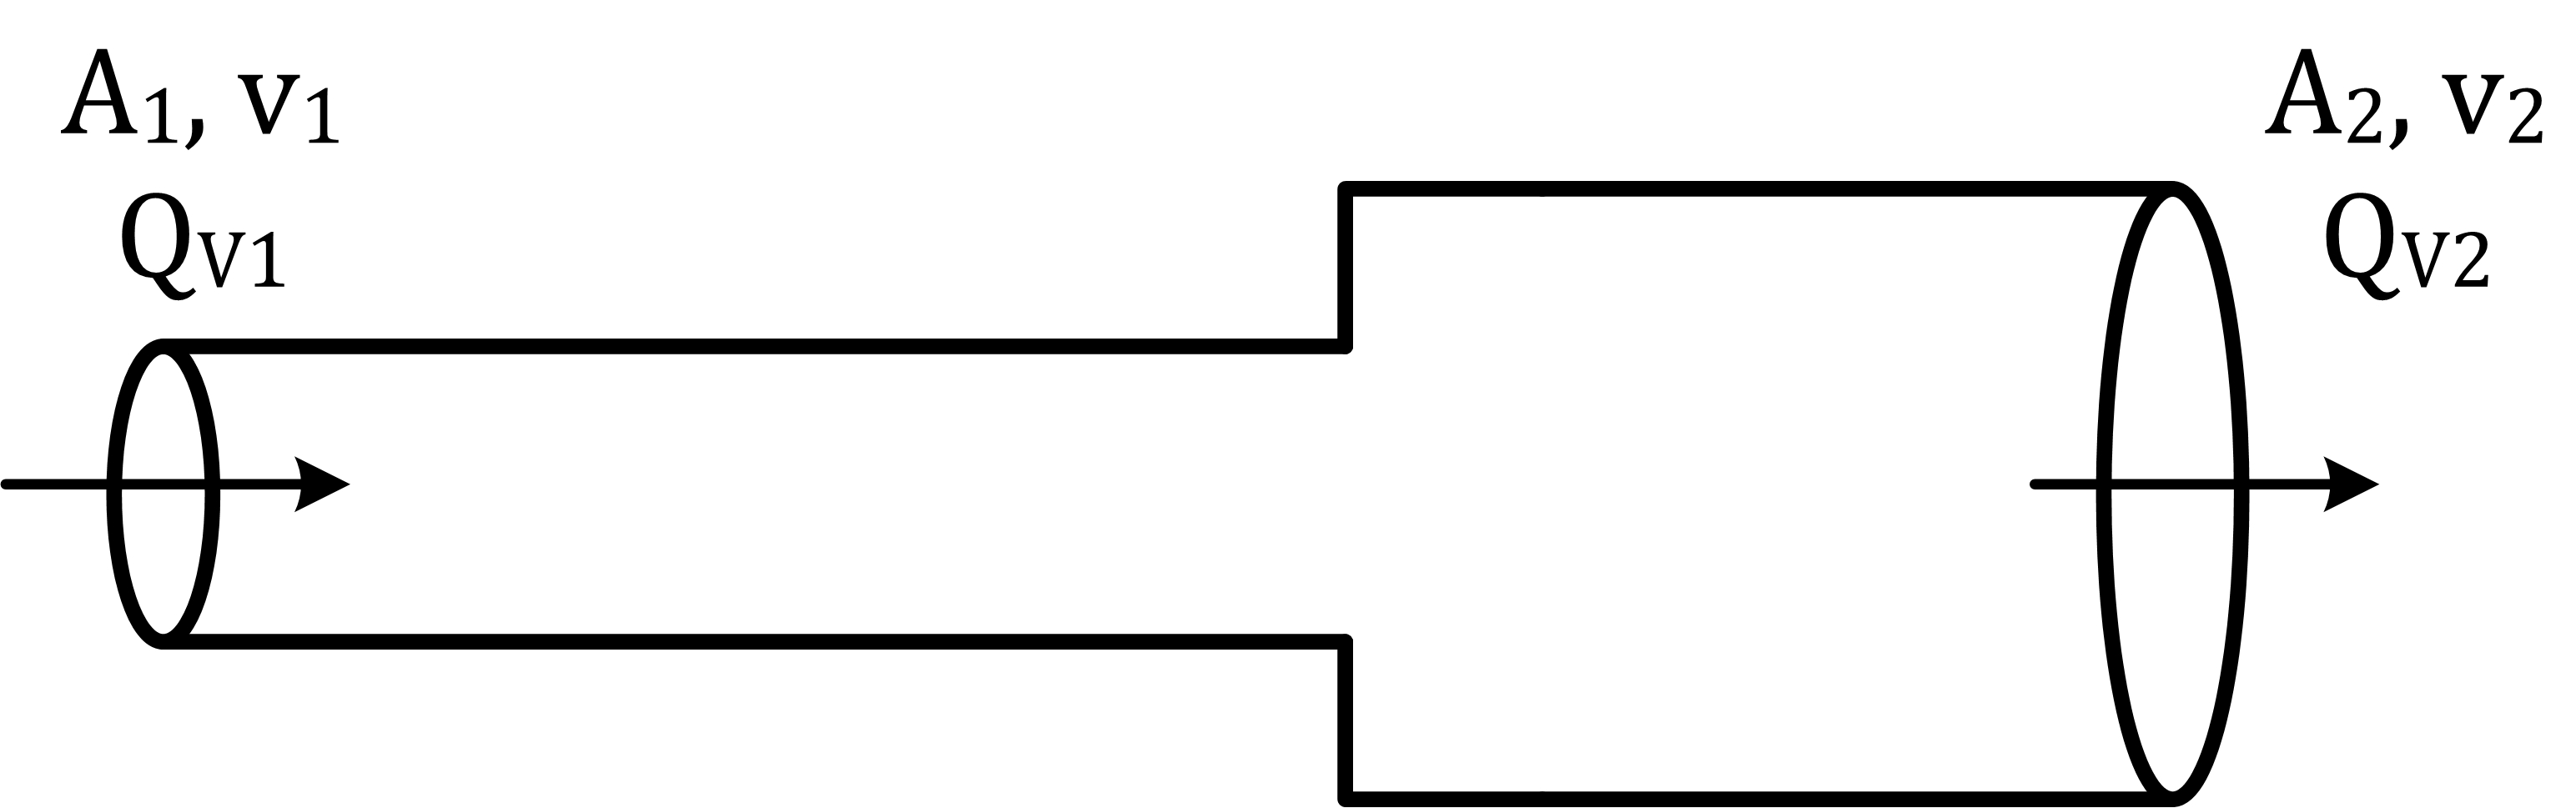 A₁, v₁
Qᵥ₁
A₂, v₂
Qᵥ₂